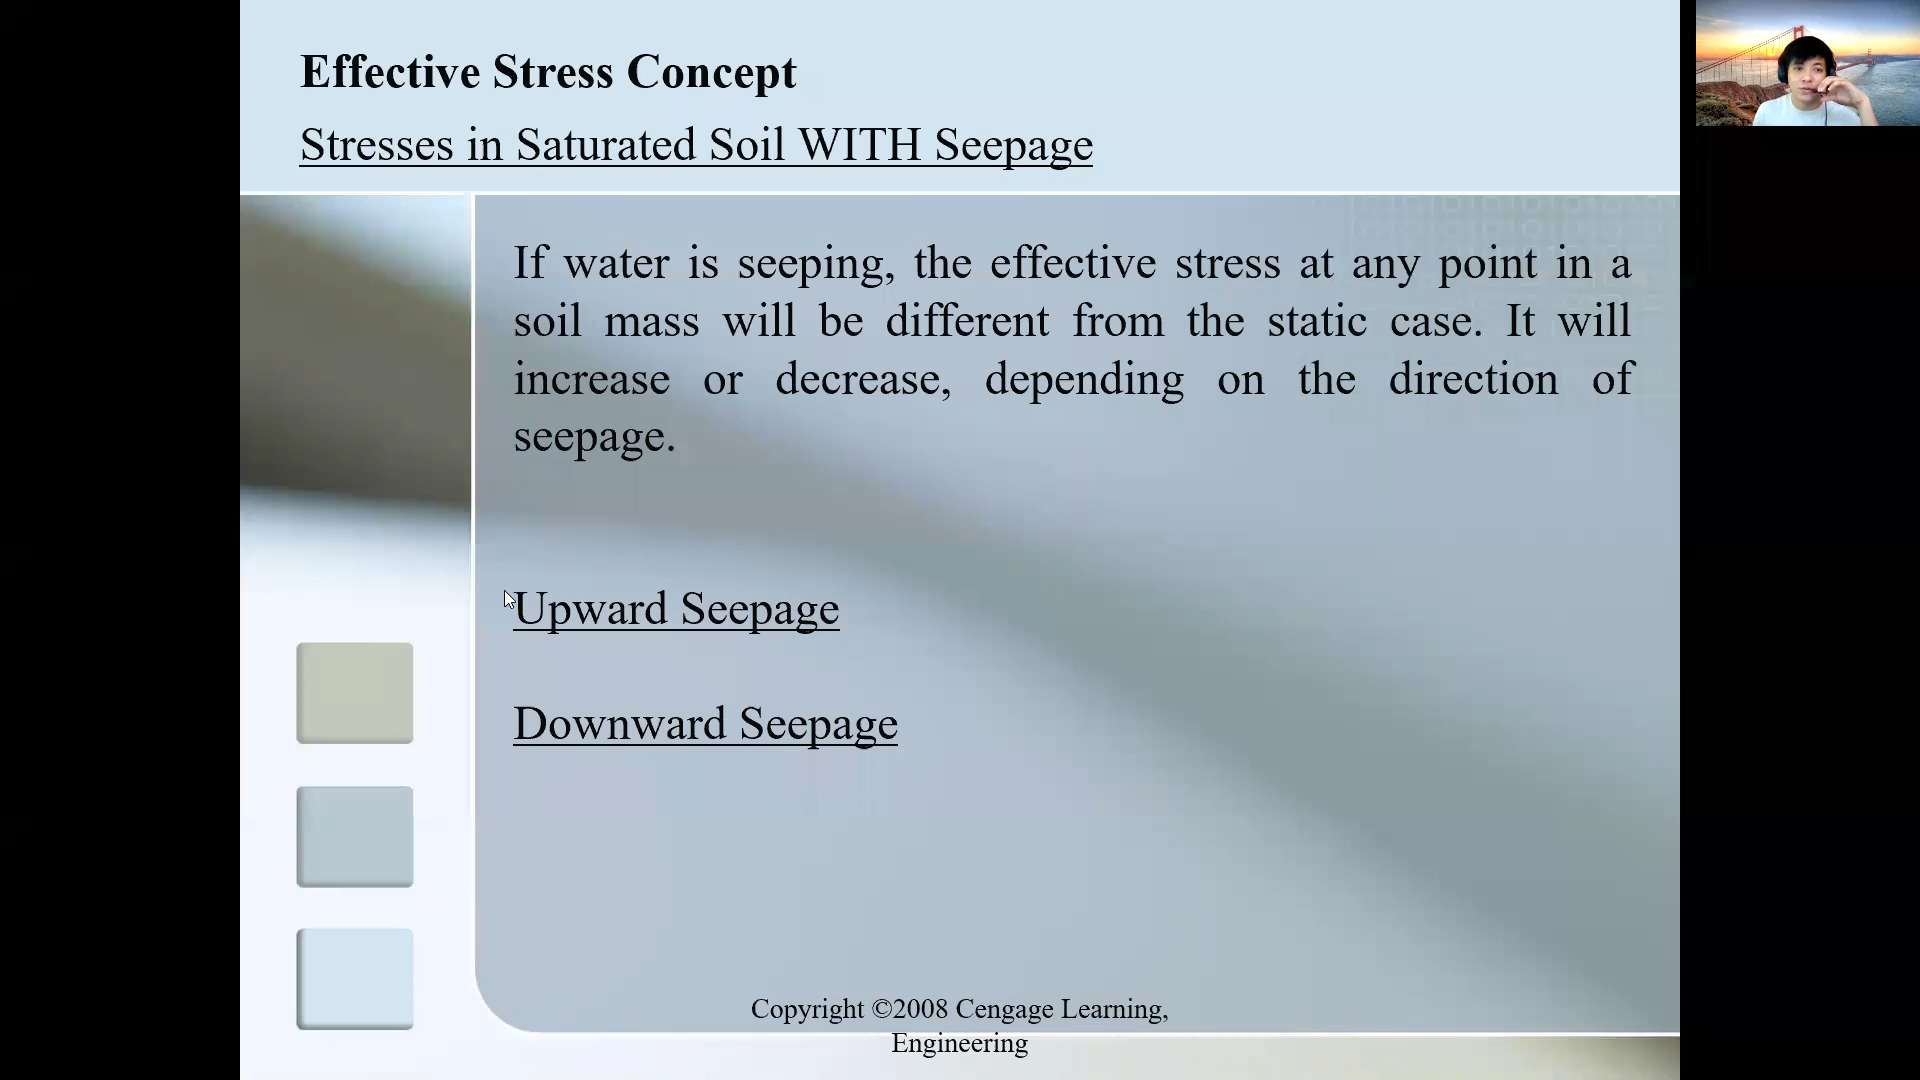 Effective Stress Concept
Stresses in Saturated Soil WITH Seepage
If water is seeping, the effective stress at any point in a
soil mass will be different from the static case. It will
increase or decrease, depending on the direction of
seepage.
Upward Seepage
Downward Seepage
Copyright ©2008 Cengage Learning,
Engineering